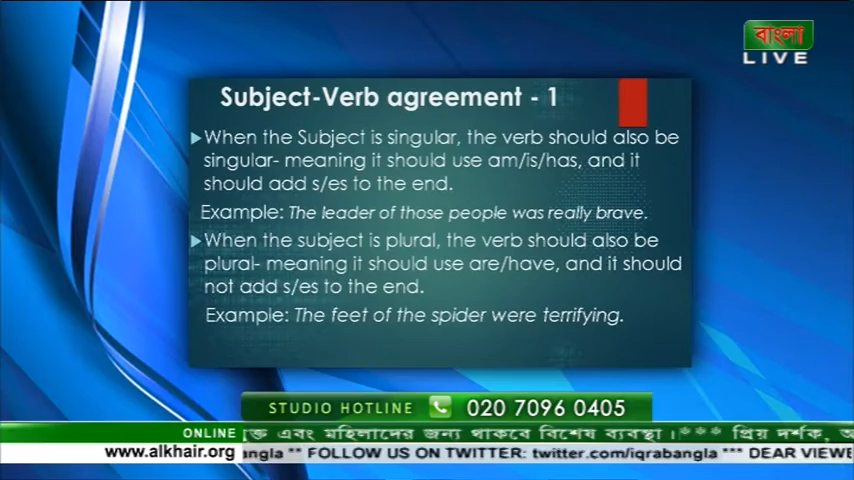 বাংলা
LIVE
Subject-Verb agreement - 1
When the Subject is singular, the verb should also be
singular- meaning it should use am/is/has, and it
should add s/es to the end.
Example: The leader of those people was really brave.
When the subject is plural, the verb should also be
plural- meaning it should use are/have, and it should
not add s/es to the end.
Example: The feet of the spider were terrifying.
STUDIO HOTLINE 020 7096 0405
ONLINE এবং মহিলাদের জন্য থাকবে বিশেষ ব্যবস্থা।*** প্রিয় দর্শক,
www.alkhair.org angla ** FOLLOW US ON TWITTER: twitter.com/iqrabangla *** DEAR VIEWE